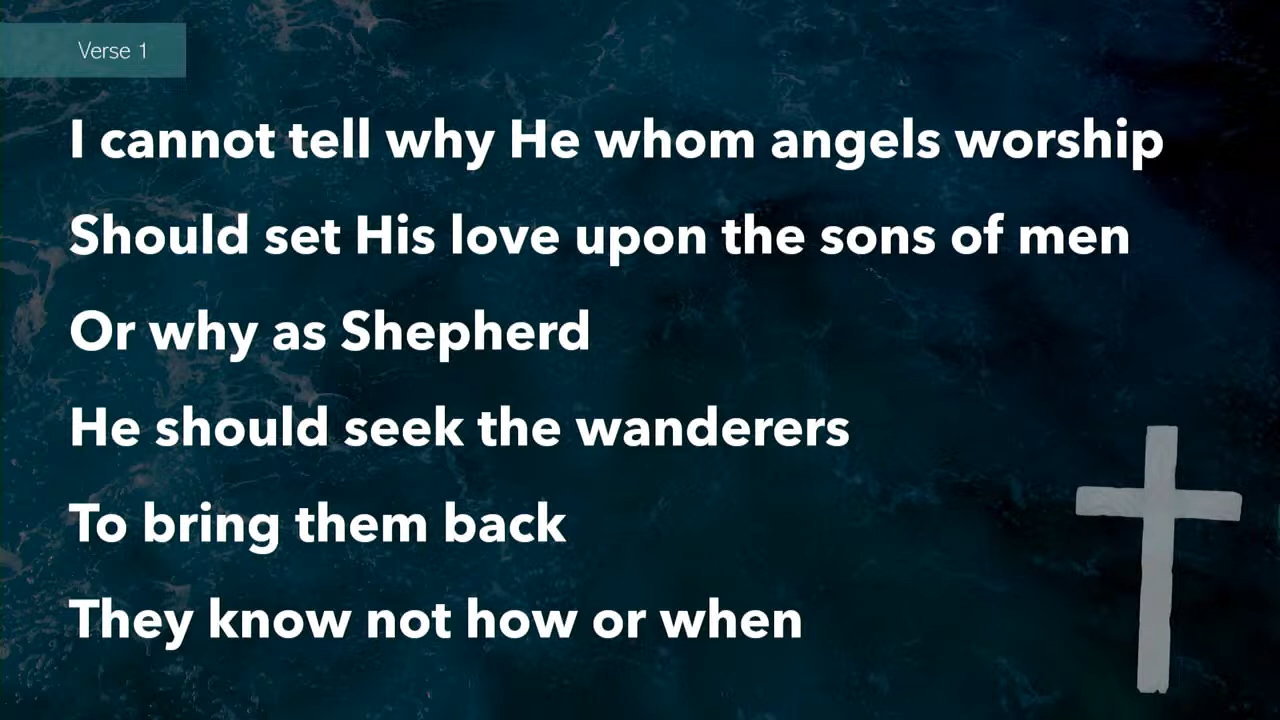 Verse 1
I cannot tell why He whom angels worship
Should set His love upon the sons of men
Or why as Shepherd
He should seek the wanderers
To bring them back
They know not how or when